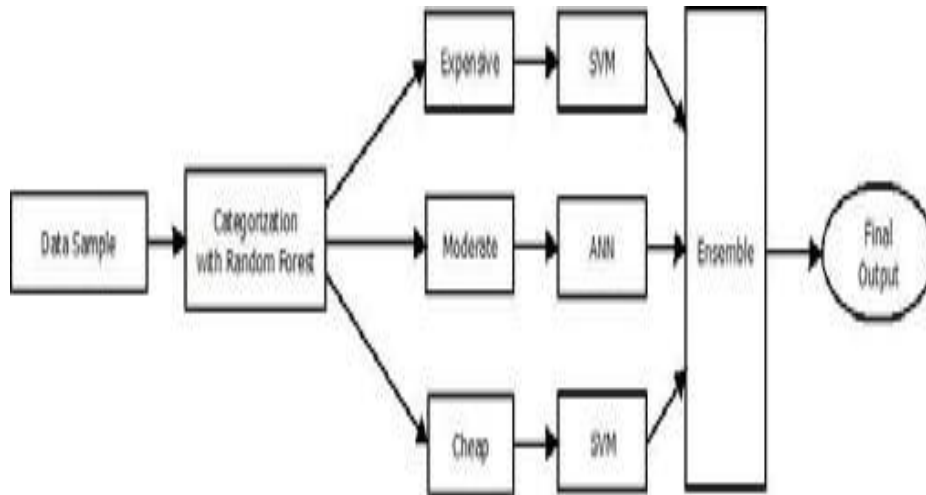 Data Sample
Categorization
with Random Forest
Expensive
SVM
Moderate
ANN
Cheap
SVM
Ensemble
Final
Output